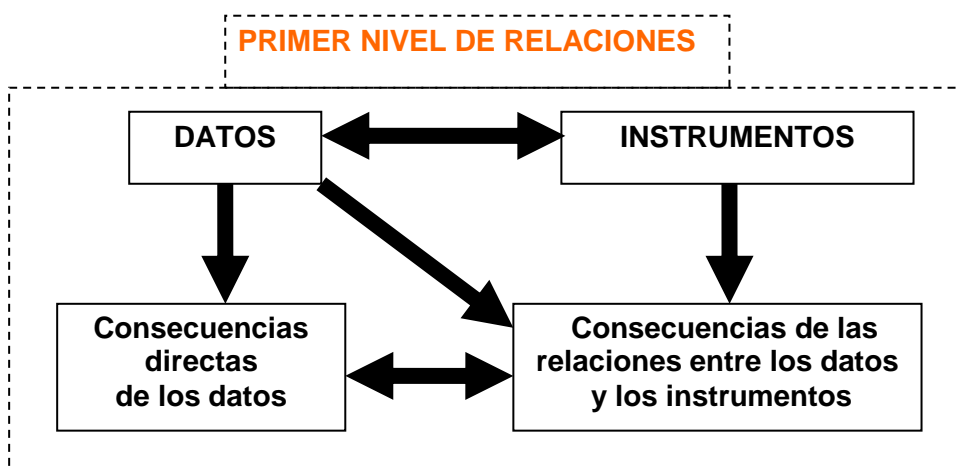 PRIMER NIVEL DE RELACIONES
DATOS
INSTRUMENTOS
Consecuencias
directas
de los datos
Consecuencias de las
relaciones entre los datos
y los instrumentos